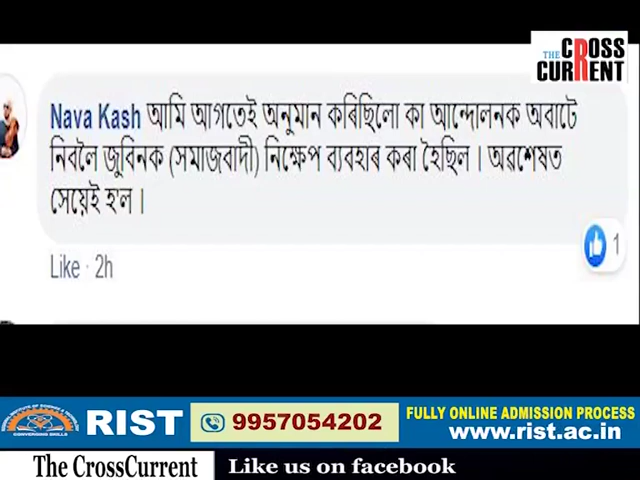 THE CROSS
CURRENT
Nava Kash আমি আগতেই অনুমান কৰিছিলো কা আন্দোলনক অবাটে
নিবলৈ জুবিনক (সমাজবাদী) নিক্ষেপ ব্যবহাৰ কৰা হৈছিল । অৱশেষত
সেয়েই হ'ল ।
1
Like · 2h
RIST
9957054202
FULLY ONLINE ADMISSION PROCESS
www.rist.ac.in
The CrossCurrent
Like us on facebook